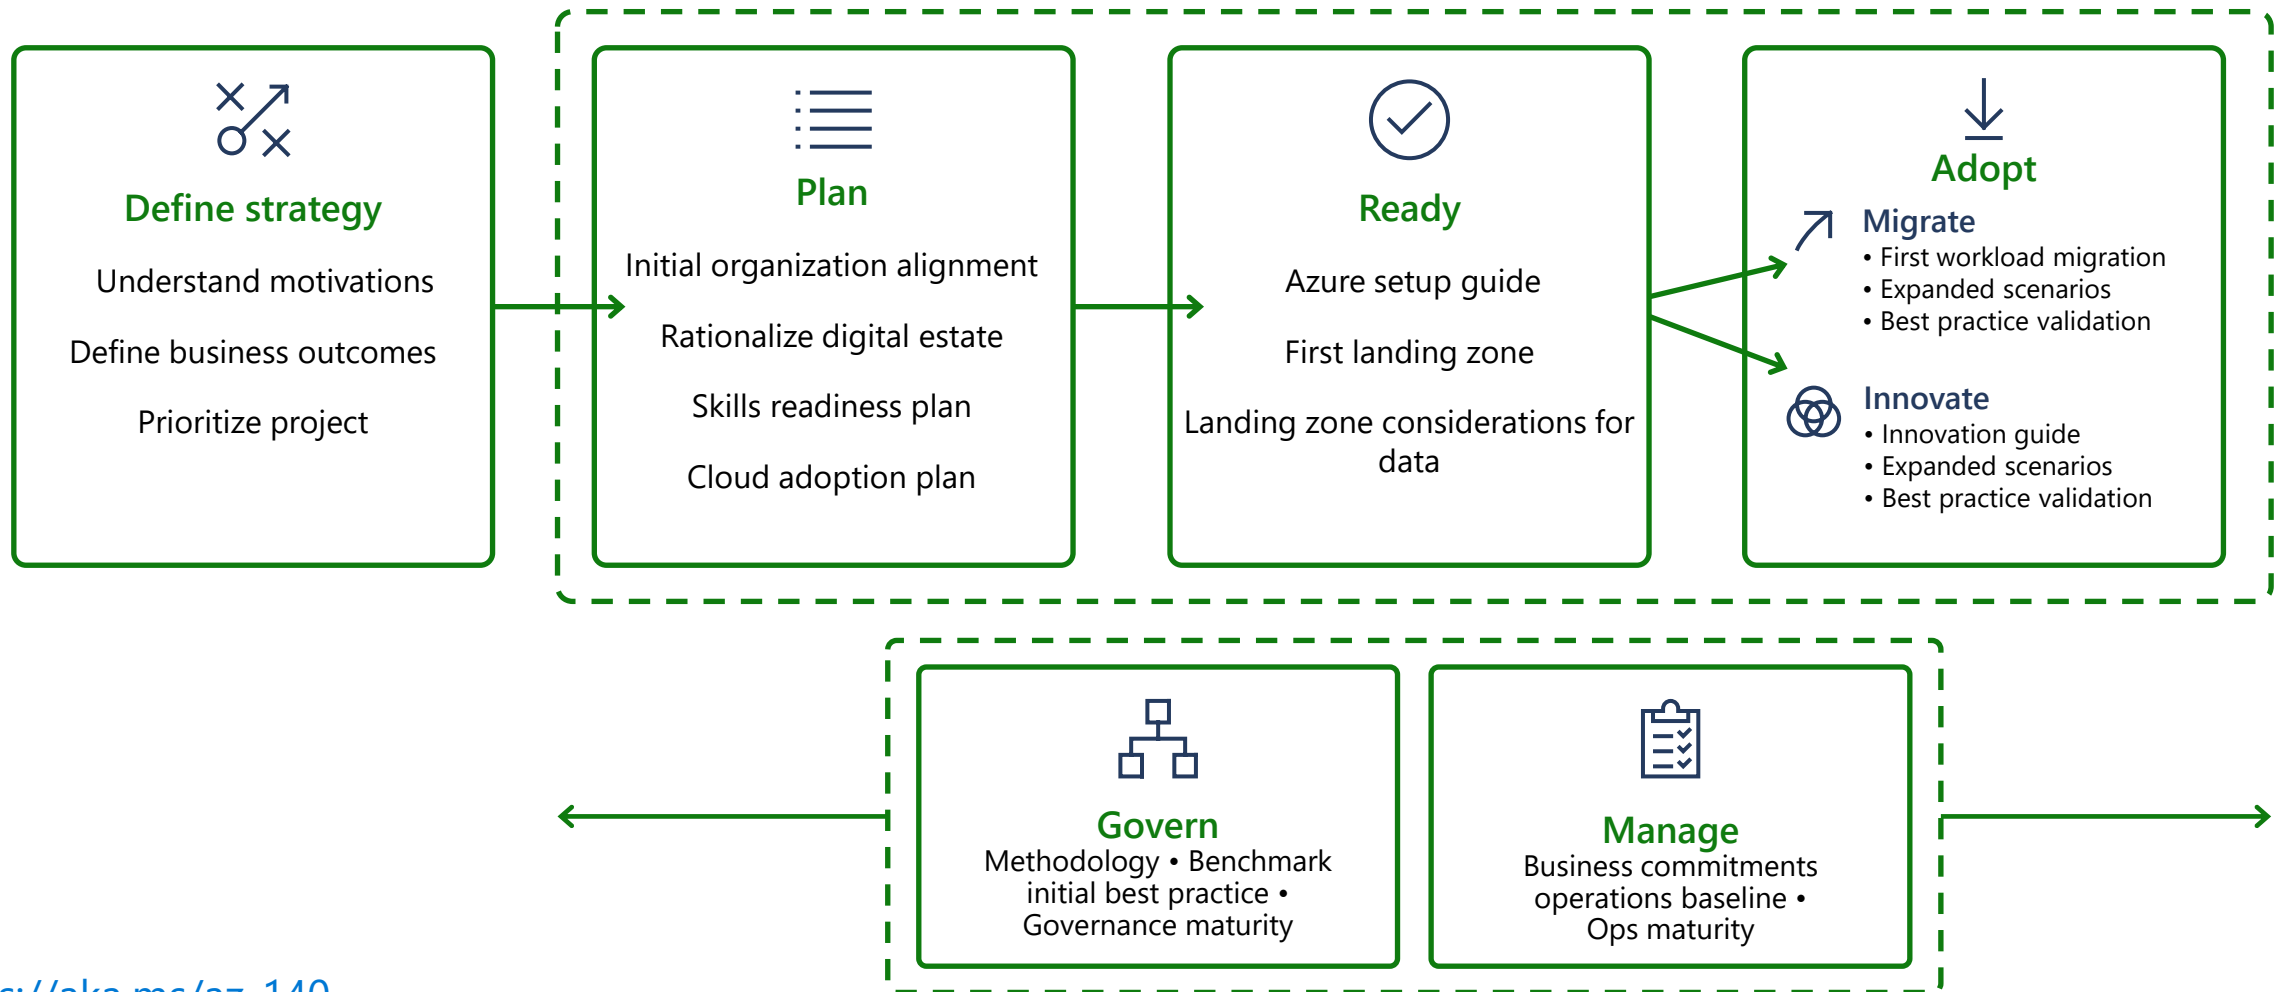 Define strategy
Understand motivations
Define business outcomes
Prioritize project
Plan
Initial organization alignment
Rationalize digital estate
Skills readiness plan
Cloud adoption plan
Ready
Azure setup guide
First landing zone
Landing zone considerations for
data
Adopt
Migrate
• First workload migration
• Expanded scenarios
• Best practice validation
Innovate
• Innovation guide
• Expanded scenarios
• Best practice validation
Govern
Methodology • Benchmark
initial best practice •
Governance maturity
Manage
Business commitments
operations baseline •
Ops maturity